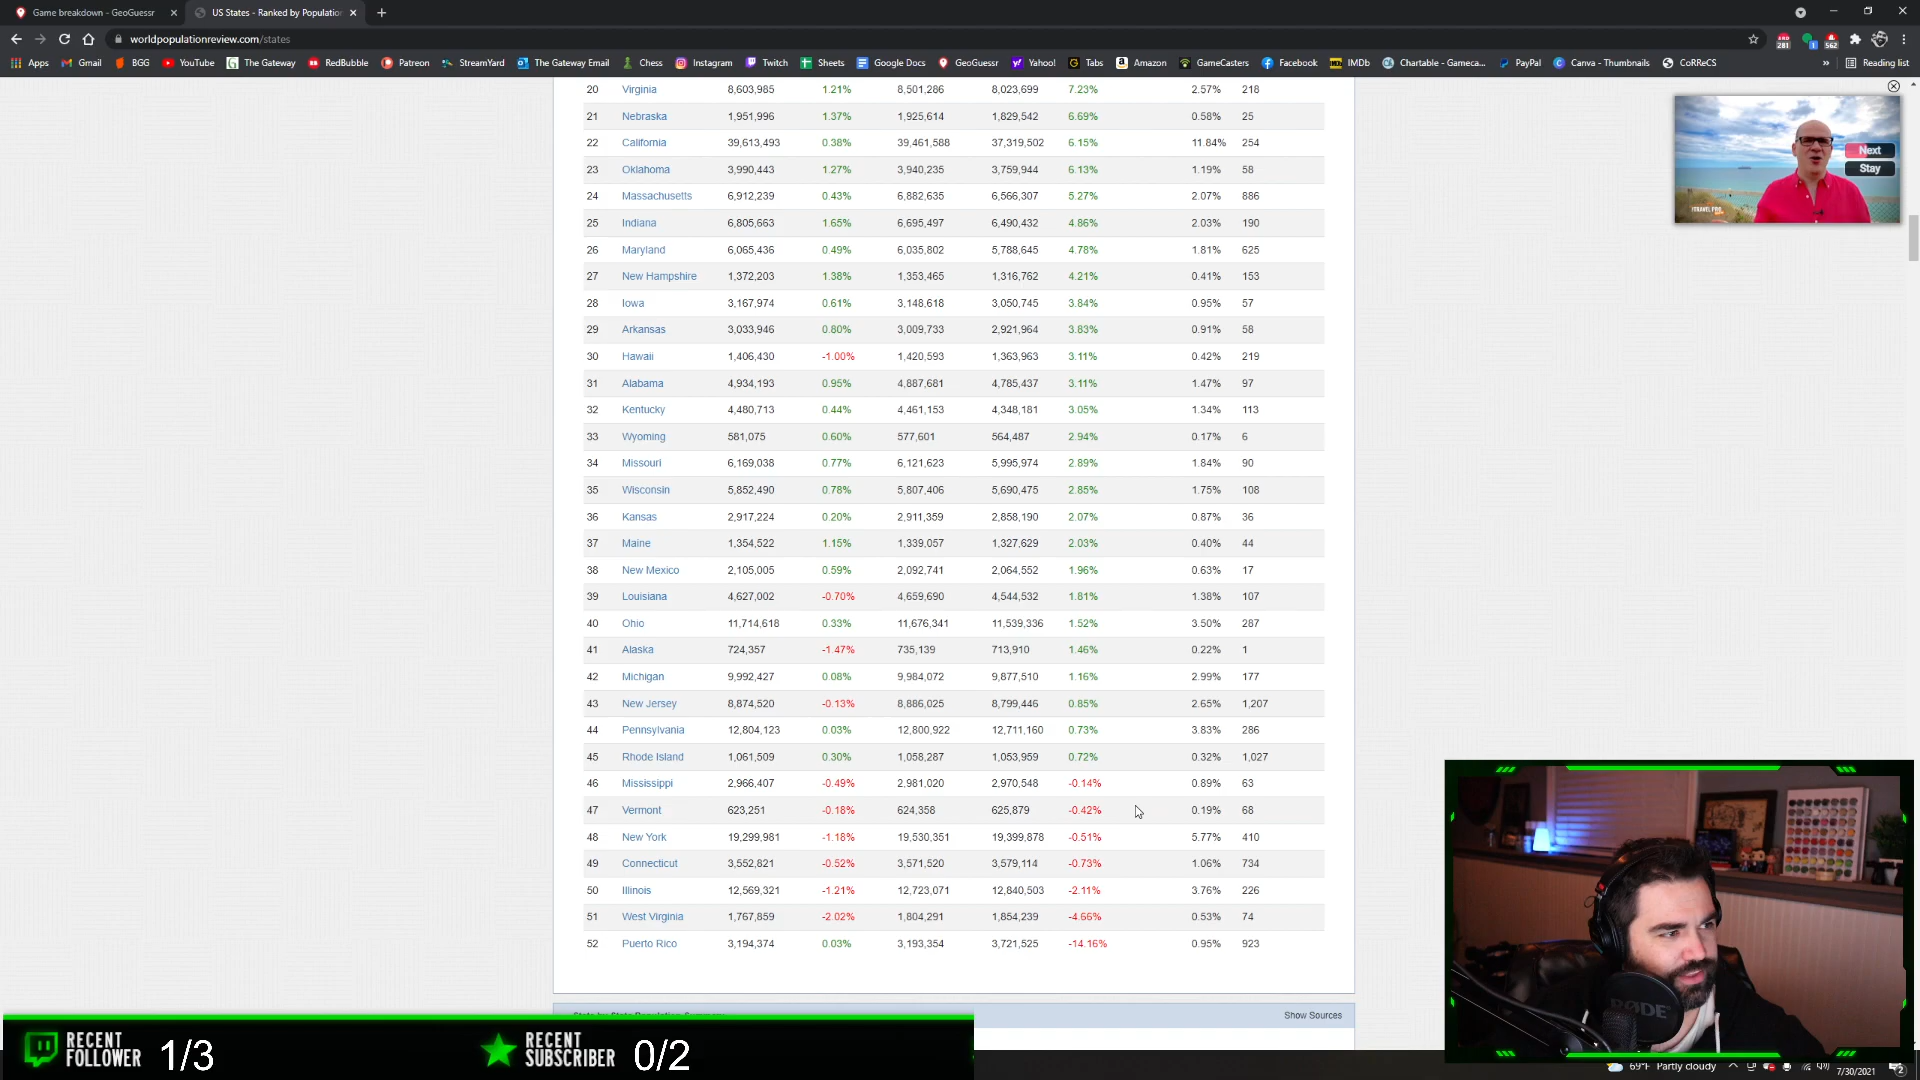 Game breakdown - GeoGuessr
US States - Ranked by Population
worldpopulationreview.com/states
Apps Gmail BGG YouTube The Gateway RedBubble Patreon StreamYard The Gateway Email Chess Instagram Twitch Sheets Google Docs GeoGuessr Yahoo! Tabs Amazon GameCasters Facebook IMDb Chartable - Gameca... PayPal Canva - Thumbnails CoRReCS » Reading list
20 Virginia 8,603,985 1.21% 8,501,286 8,023,699 7.23% 2.57% 218
21 Nebraska 1,951,996 1.37% 1,925,614 1,829,542 6.69% 0.58% 25
22 California 39,613,493 0.38% 39,461,588 37,319,502 6.15% 11.84% 254
23 Oklahoma 3,990,443 1.27% 3,940,235 3,759,944 6.13% 1.19% 58
24 Massachusetts 6,912,239 0.43% 6,882,635 6,566,307 5.27% 2.07% 886
25 Indiana 6,805,663 1.65% 6,695,497 6,490,432 4.86% 2.03% 190
26 Maryland 6,065,436 0.49% 6,035,802 5,788,645 4.78% 1.81% 625
27 New Hampshire 1,372,203 1.38% 1,353,465 1,316,762 4.21% 0.41% 153
28 Iowa 3,167,974 0.61% 3,148,618 3,050,745 3.84% 0.95% 57
29 Arkansas 3,033,946 0.80% 3,009,733 2,921,964 3.83% 0.91% 58
30 Hawaii 1,406,430 -1.00% 1,420,593 1,363,963 3.11% 0.42% 219
31 Alabama 4,934,193 0.95% 4,887,681 4,785,437 3.11% 1.47% 97
32 Kentucky 4,480,713 0.44% 4,461,153 4,348,181 3.05% 1.34% 113
33 Wyoming 581,075 0.60% 577,601 564,487 2.94% 0.17% 6
34 Missouri 6,169,038 0.77% 6,121,623 5,995,974 2.89% 1.84% 90
35 Wisconsin 5,852,490 0.78% 5,807,406 5,690,475 2.85% 1.75% 108
36 Kansas 2,917,224 0.20% 2,911,359 2,858,190 2.07% 0.87% 36
37 Maine 1,354,522 1.15% 1,339,057 1,327,629 2.03% 0.40% 44
38 New Mexico 2,105,005 0.59% 2,092,741 2,064,552 1.96% 0.63% 17
39 Louisiana 4,627,002 -0.70% 4,659,690 4,544,532 1.81% 1.38% 107
40 Ohio 11,714,618 0.33% 11,676,341 11,539,336 1.52% 3.50% 287
41 Alaska 724,357 -1.47% 735,139 713,910 1.46% 0.22% 1
42 Michigan 9,992,427 0.08% 9,984,072 9,877,510 1.16% 2.99% 177
43 New Jersey 8,874,520 -0.13% 8,886,025 8,799,446 0.85% 2.65% 1,207
44 Pennsylvania 12,804,123 0.03% 12,800,922 12,711,160 0.73% 3.83% 286
45 Rhode Island 1,061,509 0.30% 1,058,287 1,053,959 0.72% 0.32% 1,027
46 Mississippi 2,966,407 -0.49% 2,981,020 2,970,548 -0.14% 0.89% 63
47 Vermont 623,251 -0.18% 624,358 625,879 -0.42% 0.19% 68
48 New York 19,299,981 -1.18% 19,530,351 19,399,878 -0.51% 5.77% 410
49 Connecticut 3,552,821 -0.52% 3,571,520 3,579,114 -0.73% 1.06% 734
50 Illinois 12,569,321 -1.21% 12,723,071 12,840,503 -2.11% 3.76% 226
51 West Virginia 1,767,859 -2.02% 1,804,291 1,854,239 -4.66% 0.53% 74
52 Puerto Rico 3,194,374 0.03% 3,193,354 3,721,525 -14.16% 0.95% 923
Show Sources
Next
Stay
RECENT FOLLOWER 1/3
RECENT SUBSCRIBER 0/2
RØDE
69°F Partly cloudy
7/30/2021